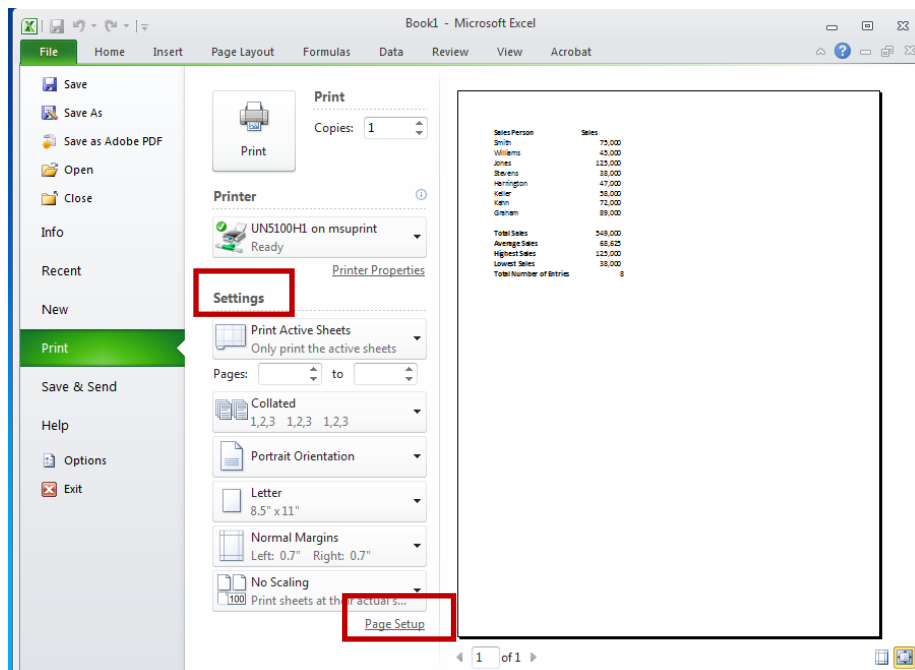 Book1 - Microsoft Excel
File Home Insert Page Layout Formulas Data Review View Acrobat
Save
Save As
Save as Adobe PDF
Open
Close
Info
Recent
New
Print
Save & Send
Help
Options
Exit
Print
Print
Copies: 1
Printer
UN5100H1 on msuprint
Ready
Printer Properties
Settings
Print Active Sheets
Only print the active sheets
Pages: to
Collated
1,2,3 1,2,3 1,2,3
Portrait Orientation
Letter
8.5" x 11"
Normal Margins
Left: 0.7" Right: 0.7"
No Scaling
100 Print sheets at their actual s...
Page Setup
Sales Person Sales
Smith 75,000
Williams 45,000
Jones 125,000
Stevens 38,000
Harrington 47,000
Keller 58,000
Kahn 72,000
Graham 89,000
Total Sales 549,000
Average Sales 68,625
Highest Sales 125,000
Lowest Sales 38,000
Total Number of Entries 8
1 of 1